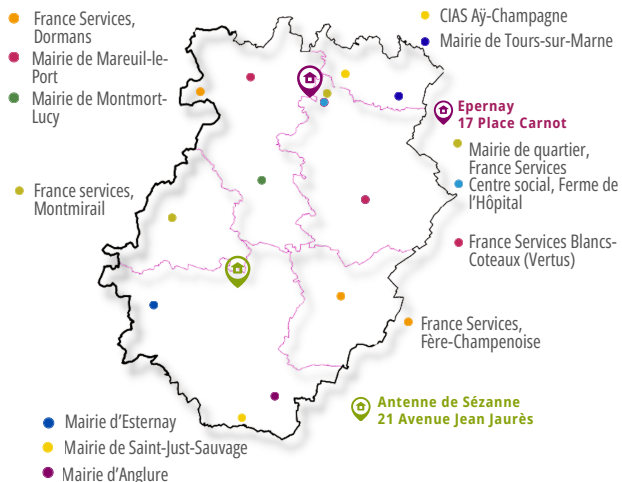 France Services,
Dormans
Mairie de Mareuil-le-
Port
Mairie de Montmort-
Lucy
France services,
Montmirail
CIAS Aÿ-Champagne
Mairie de Tours-sur-Marne
Epernay
17 Place Carnot
Mairie de quartier,
France Services
Centre social, Ferme de
l'Hôpital
France Services Blancs-
Coteaux (Vertus)
France Services,
Fère-Champenoise
Antenne de Sézanne
21 Avenue Jean Jaurès
Mairie d'Esternay
Mairie de Saint-Just-Sauvage
Mairie d'Anglure